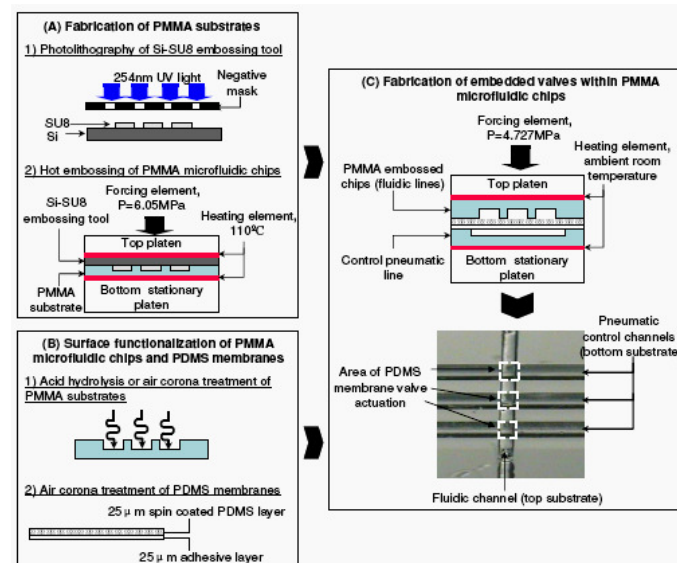 (A) Fabrication of PMMA substrates
1) Photolithography of Si-SU8 embossing tool
254nm UV light
Negative
mask
SU8
Si
2) Hot embossing of PMMA microfluidic chips
Forcing element,
P=6.05MPa
Si-SU8
embossing tool
Heating element,
110ºC
Top platen
PMMA
substrate
Bottom stationary
platen
(B) Surface functionalization of PMMA
microfluidic chips and PDMS membranes
1) Acid hydrolysis or air corona treatment of
PMMA substrates
2) Air corona treatment of PDMS membranes
25 μm spin coated PDMS layer
25 μm adhesive layer
(C) Fabrication of embedded valves within PMMA
microfluidic chips
Forcing element,
P=4.727MPa
Heating element,
ambient room
temperature
PMMA embossed
chips (fluidic lines)
Top platen
Control pneumatic
line
Bottom stationary
platen
Pneumatic
control channels
(bottom substrate)
Area of PDMS
membrane valve
actuation
Fluidic channel (top substrate)